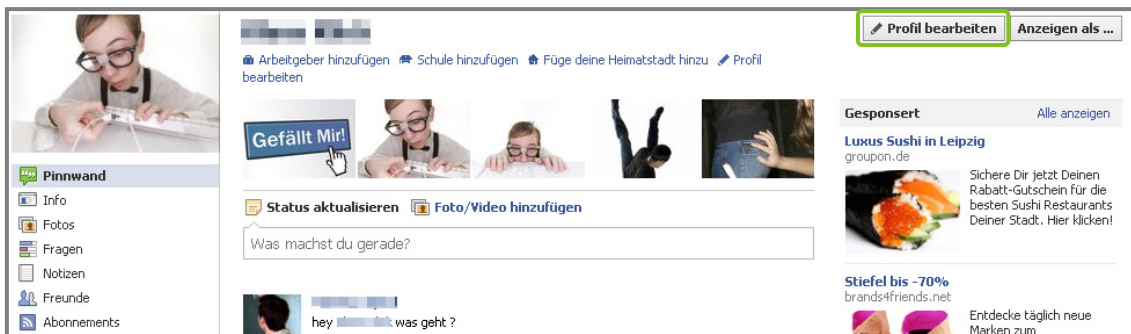 Profil bearbeiten
Anzeigen als ...
Arbeitgeber hinzufügen Schule hinzufügen Füge deine Heimatstadt hinzu Profil
bearbeiten
Gefällt Mir!
Pinnwand
Info
Fotos
Fragen
Notizen
Freunde
Abonnements
Status aktualisieren Foto/Video hinzufügen
Was machst du gerade?
hey was geht ?
Gesponsert Alle anzeigen
Luxus Sushi in Leipzig
groupon.de
Sichere Dir jetzt Deinen
Rabatt-Gutschein für die
besten Sushi Restaurants
Deiner Stadt. Hier klicken!
Stiefel bis -70%
brands4friends.net
Entdecke täglich neue
Marken zum